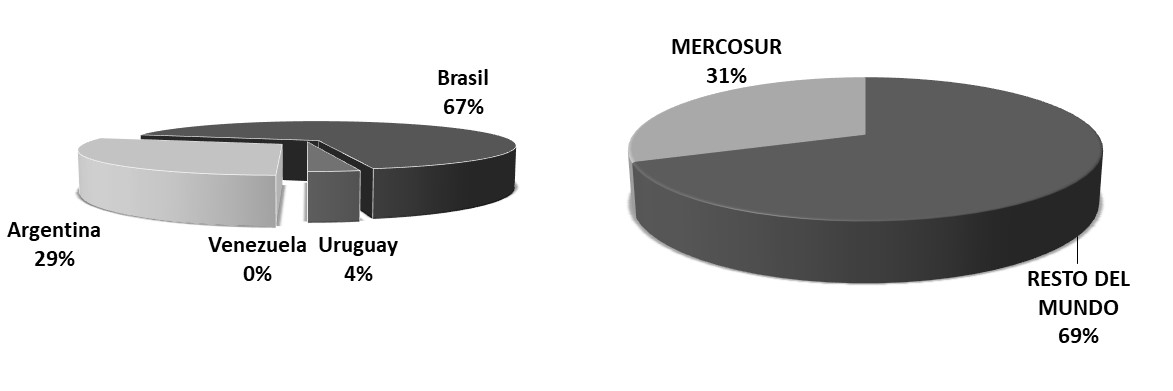 Brasil
67%
Argentina
29%
Venezuela
0%
Uruguay
4%
MERCOSUR
31%
RESTO DEL
MUNDO
69%